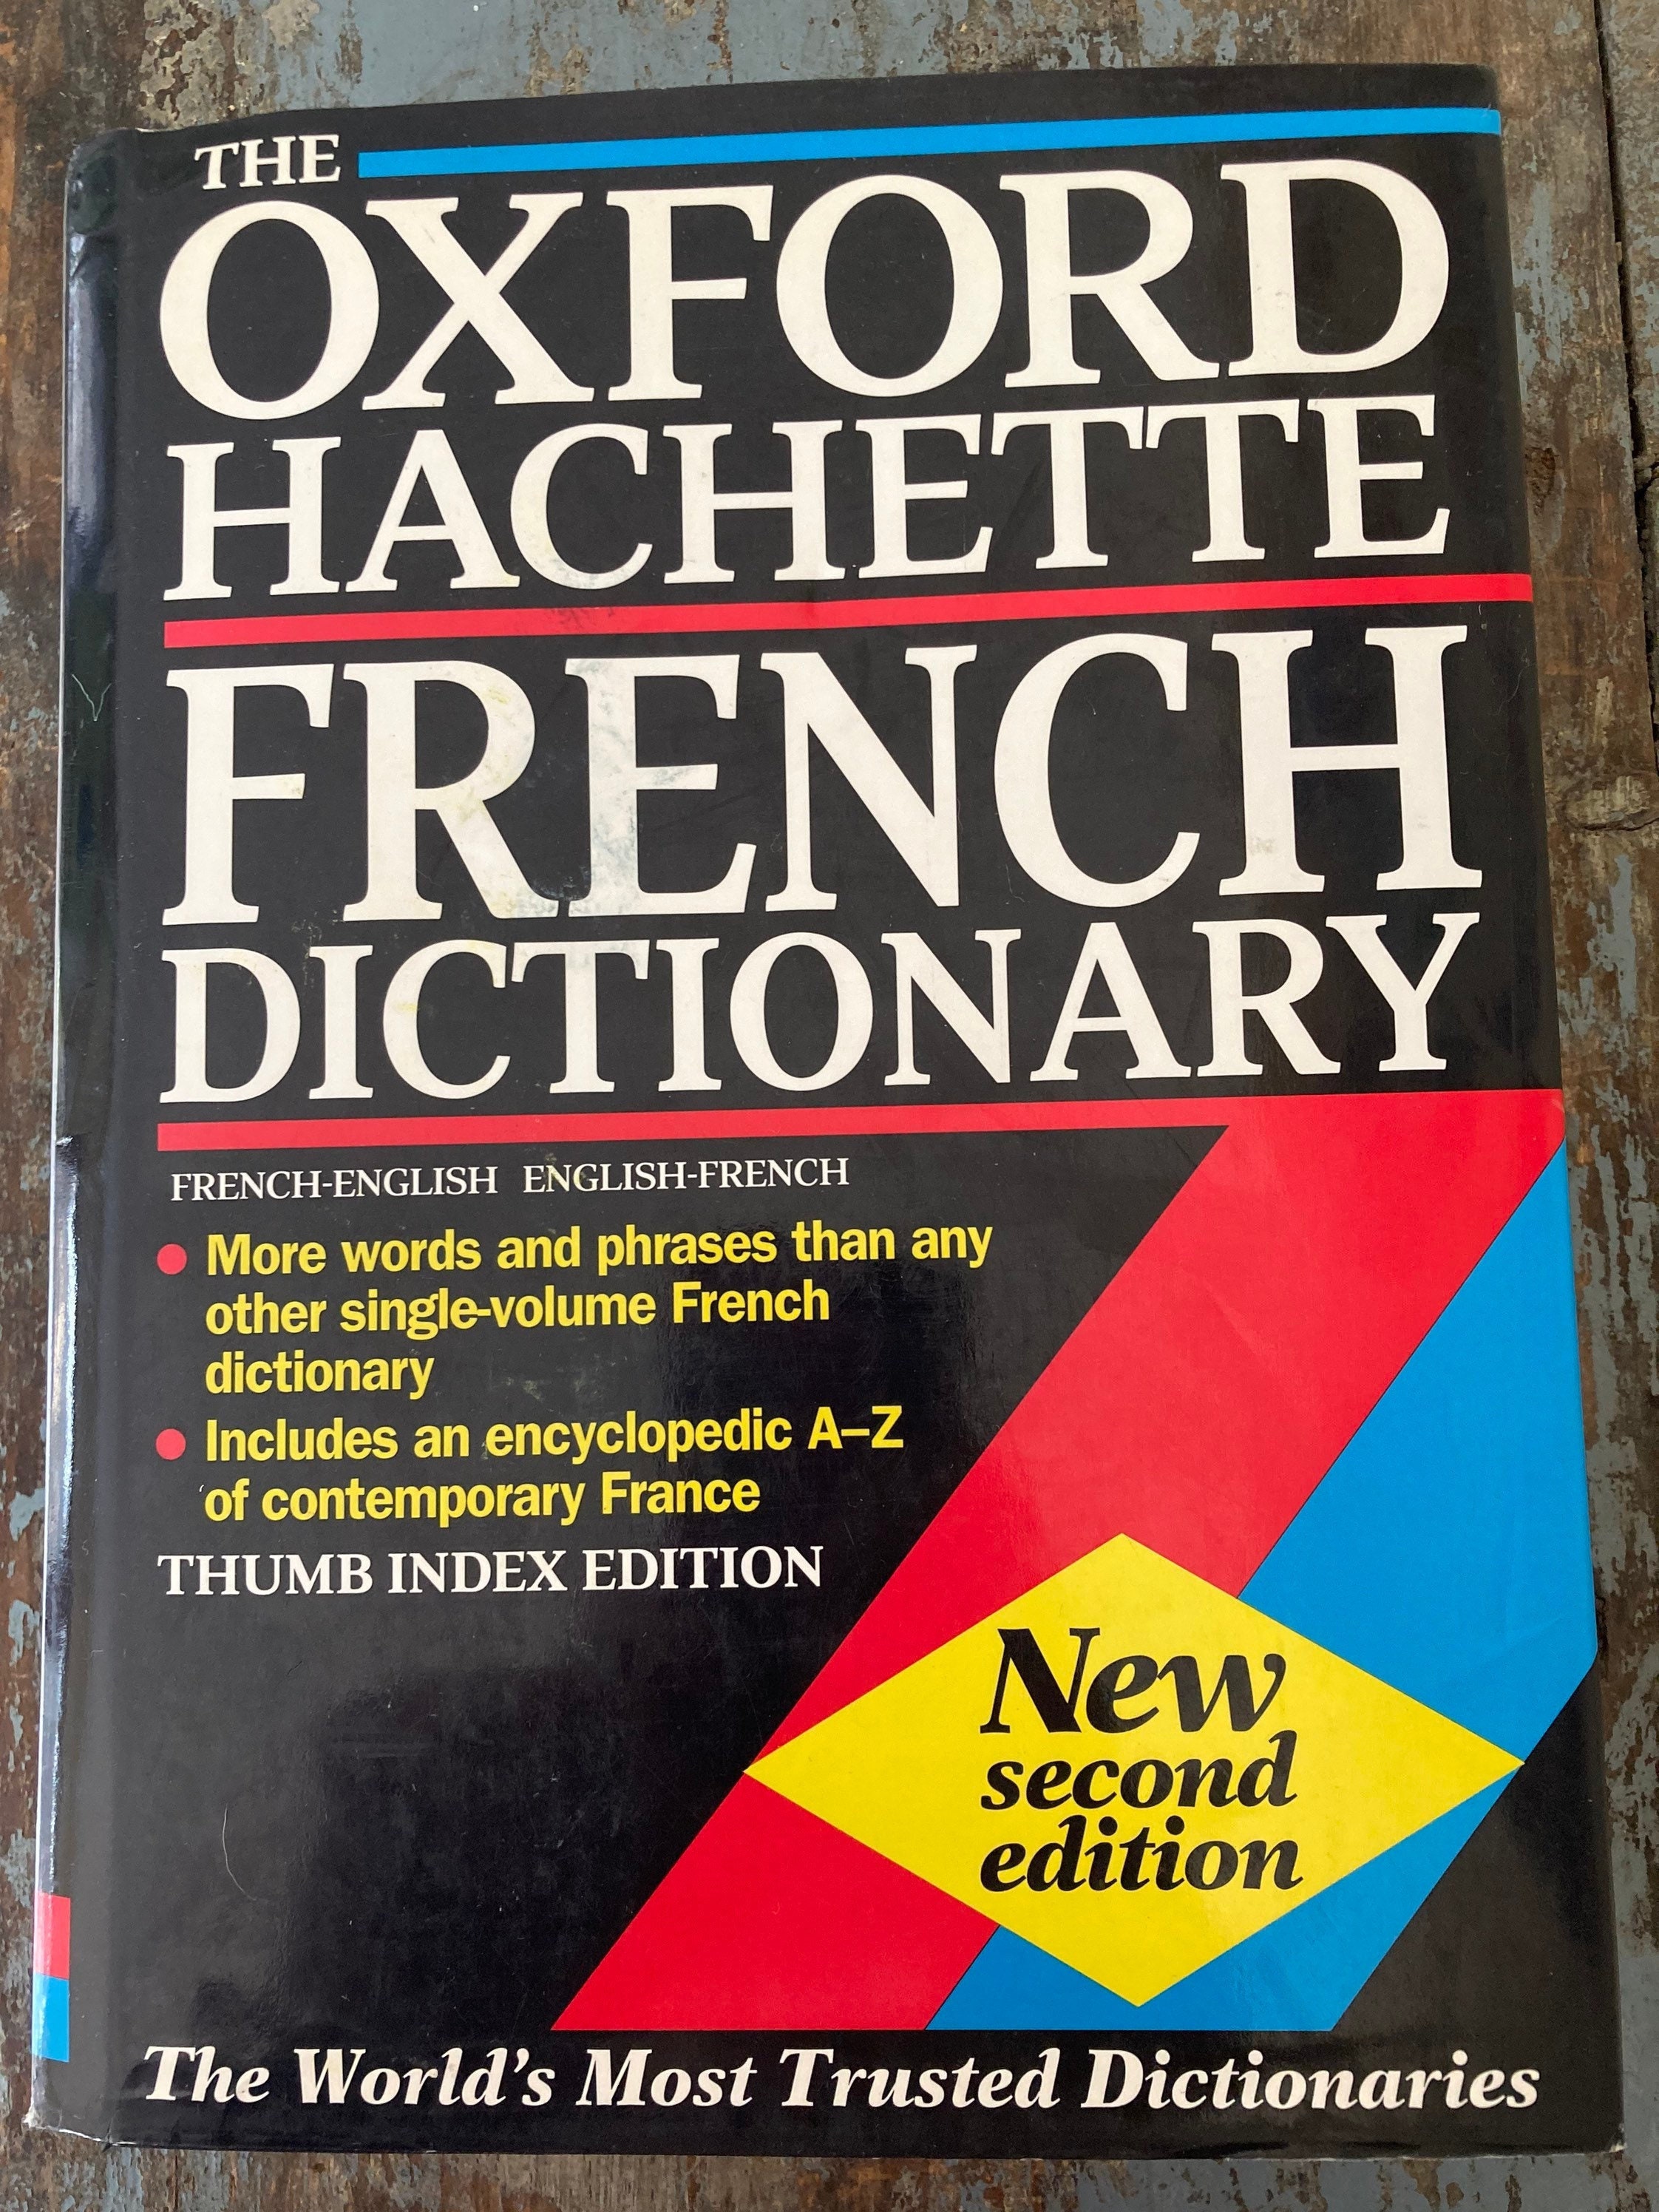 THE
OXFORD
HACHETTE
FRENCH
DICTIONARY
FRENCH-ENGLISH ENGLISH-FRENCH
● More words and phrases than any
other single-volume French
dictionary
● Includes an encyclopedic A–Z
of contemporary France
THUMB INDEX EDITION
New
second
edition
The World's Most Trusted Dictionaries